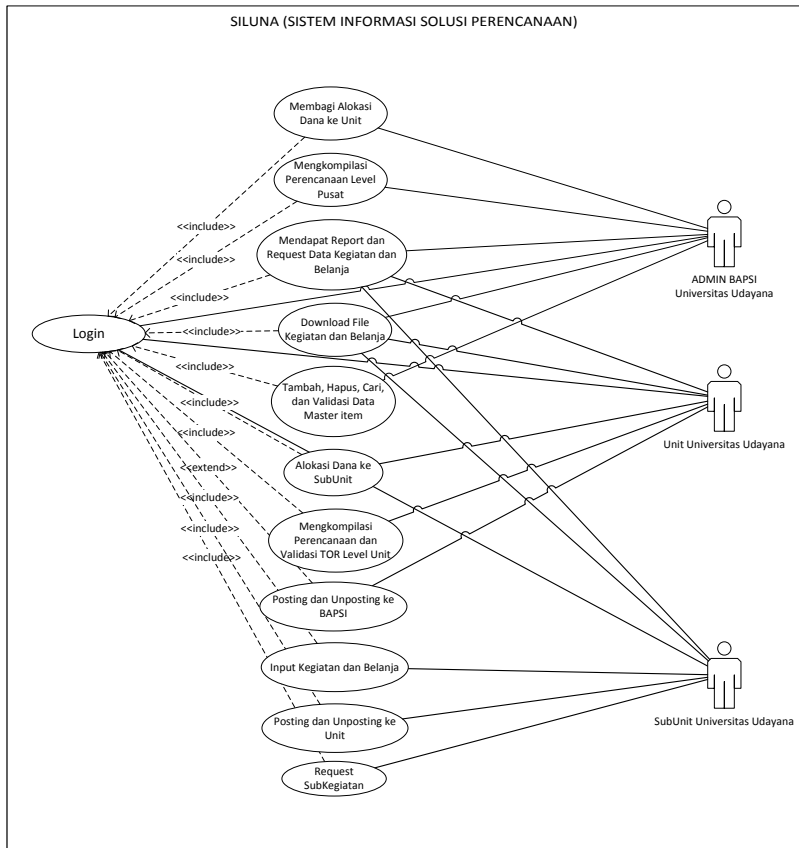 SILUNA (SISTEM INFORMASI SOLUSI PERENCANAAN)
Membagi Alokasi
Dana ke Unit
Mengkompilasi
Perencanaan Level
Pusat
<<include>>
<<include>>
Mendapat Report dan
Request Data Kegiatan dan
Belanja
ADMIN BAPSI
Universitas Udayana
<<include>>
Login
<<include>>
Download File
Kegiatan dan Belanja
<<include>>
Tambah, Hapus, Cari,
dan Validasi Data
Master item
<<include>>
<<include>>
Unit Universitas Udayana
Alokasi Dana ke
SubUnit
<<extend>>
<<include>>
Mengkompilasi
Perencanaan dan
Validasi TOR Level Unit
<<include>>
Posting dan Unposting ke
BAPSI
Input Kegiatan dan Belanja
Posting dan Unposting ke
Unit
SubUnit Universitas Udayana
Request
SubKegiatan